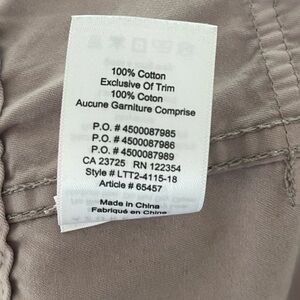 100% Cotton
Exclusive Of Trim
100% Coton
Aucune Garniture Comprise
P.O. # 4500087985
P.O. # 4500087986
P.O. # 4500087989
CA 23725 RN 122354
Style # LTT2-4115-18
Article # 65457
Made in China
Fabriqué en Chine